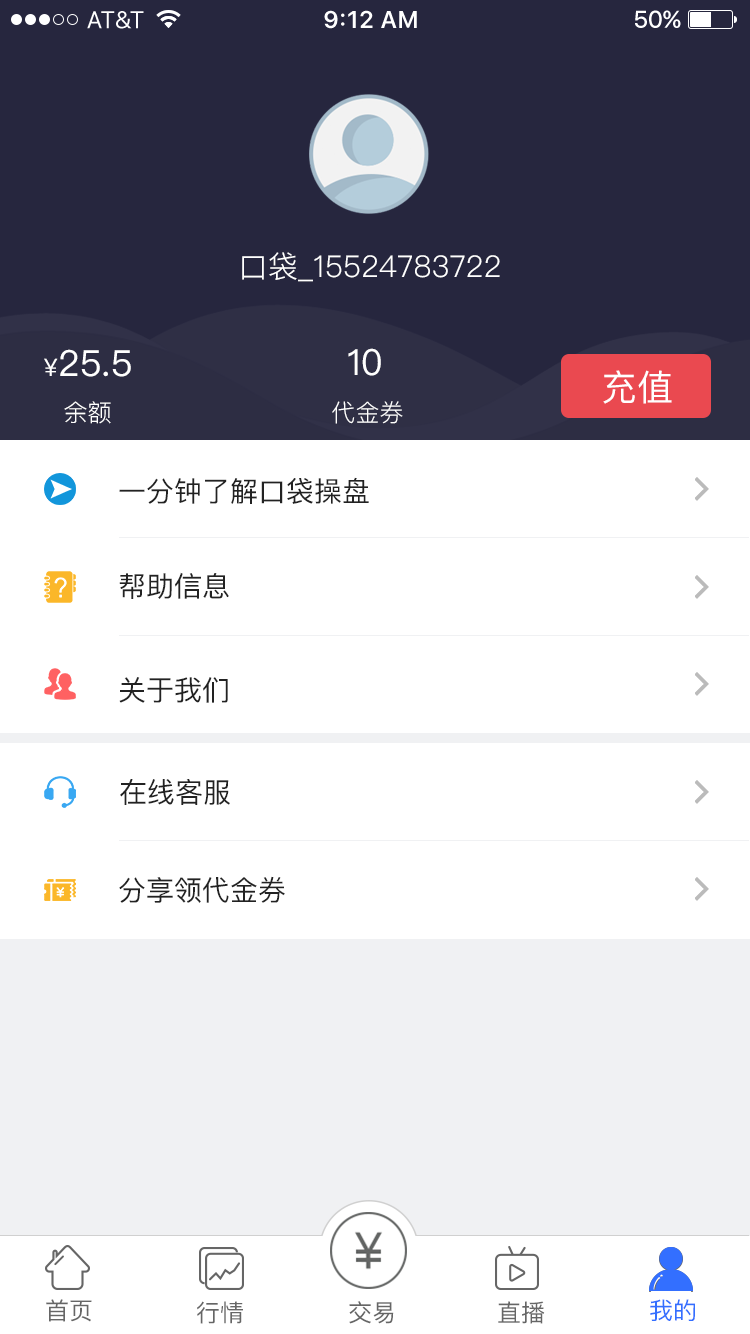 AT&T 9:12 AM 50%
口袋_15524783722
¥25.5 10 充值
余额 代金券
一分钟了解口袋操盘
帮助信息
关于我们
在线客服
分享领代金券
首页 行情 交易 直播 我的